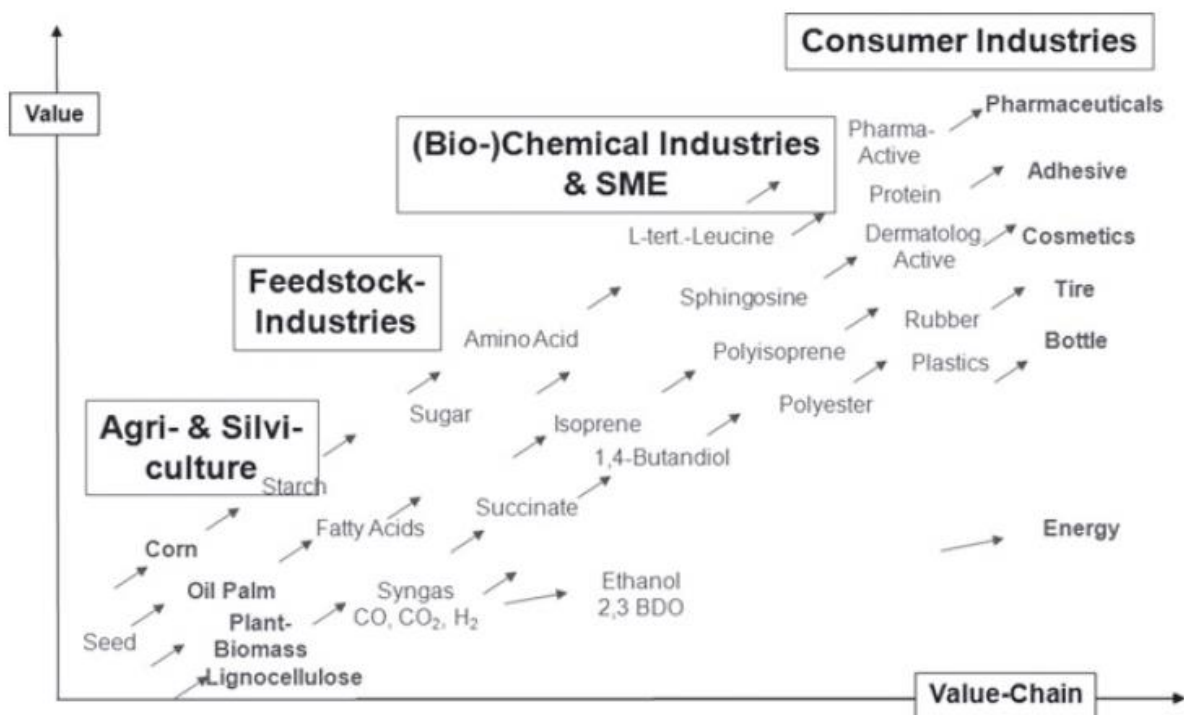 Consumer Industries
Value
Pharmaceuticals
Pharma-
Active
(Bio-)Chemical Industries
& SME
Adhesive
Protein
L-tert.-Leucine
Dermatolog
Active
Cosmetics
Feedstock-
Industries
Sphingosine
Tire
Rubber
Amino Acid
Bottle
Polyisoprene
Plastics
Agri- & Silvi-
culture
Sugar
Polyester
Isoprene
1,4-Butandiol
Starch
Succinate
Fatty Acids
Energy
Corn
Oil Palm
Syngas
CO, CO₂, H₂
Ethanol
2,3 BDO
Seed
Plant-
Biomass
Lignocellulose
Value-Chain